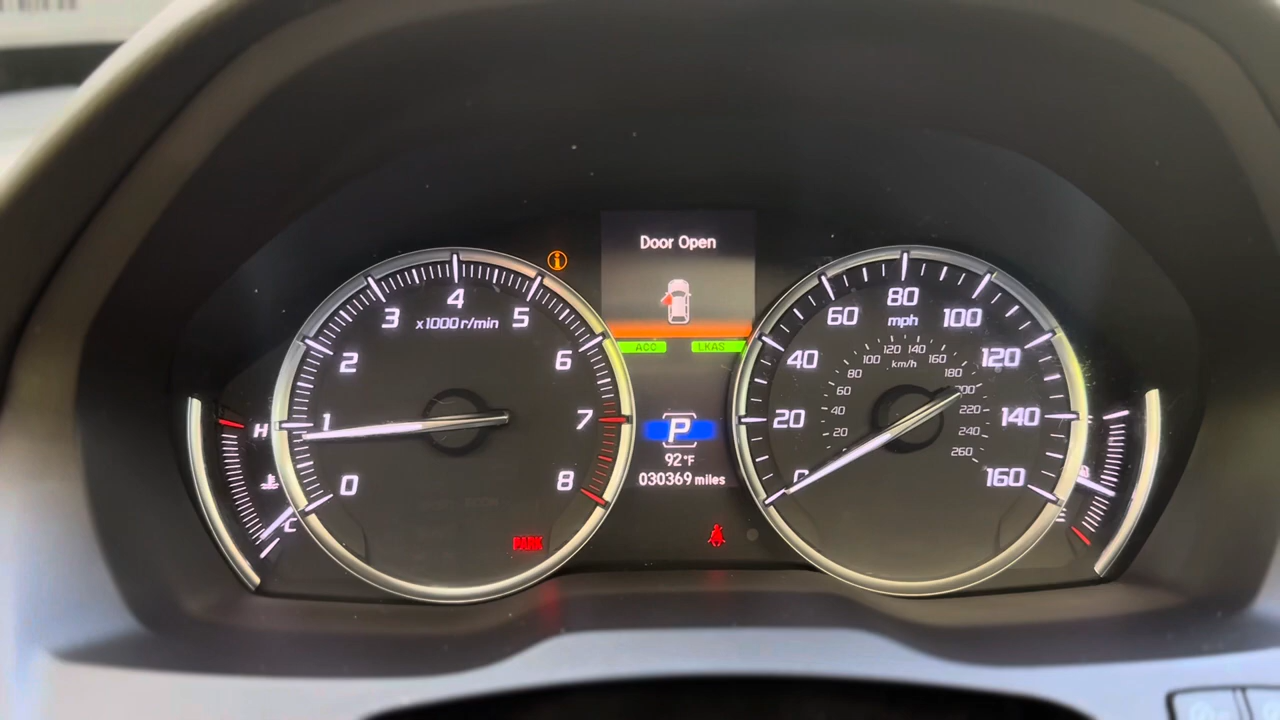 Door Open
ACC LKAS
P
92°F
030369 miles
x1000r/min
0
1
2
3
4
5
6
7
8
H
C
PARK
mph
0
20
40
60
80
100
120
140
160
km/h
20
40
60
80
100
120
140
160
180
200
220
240
260